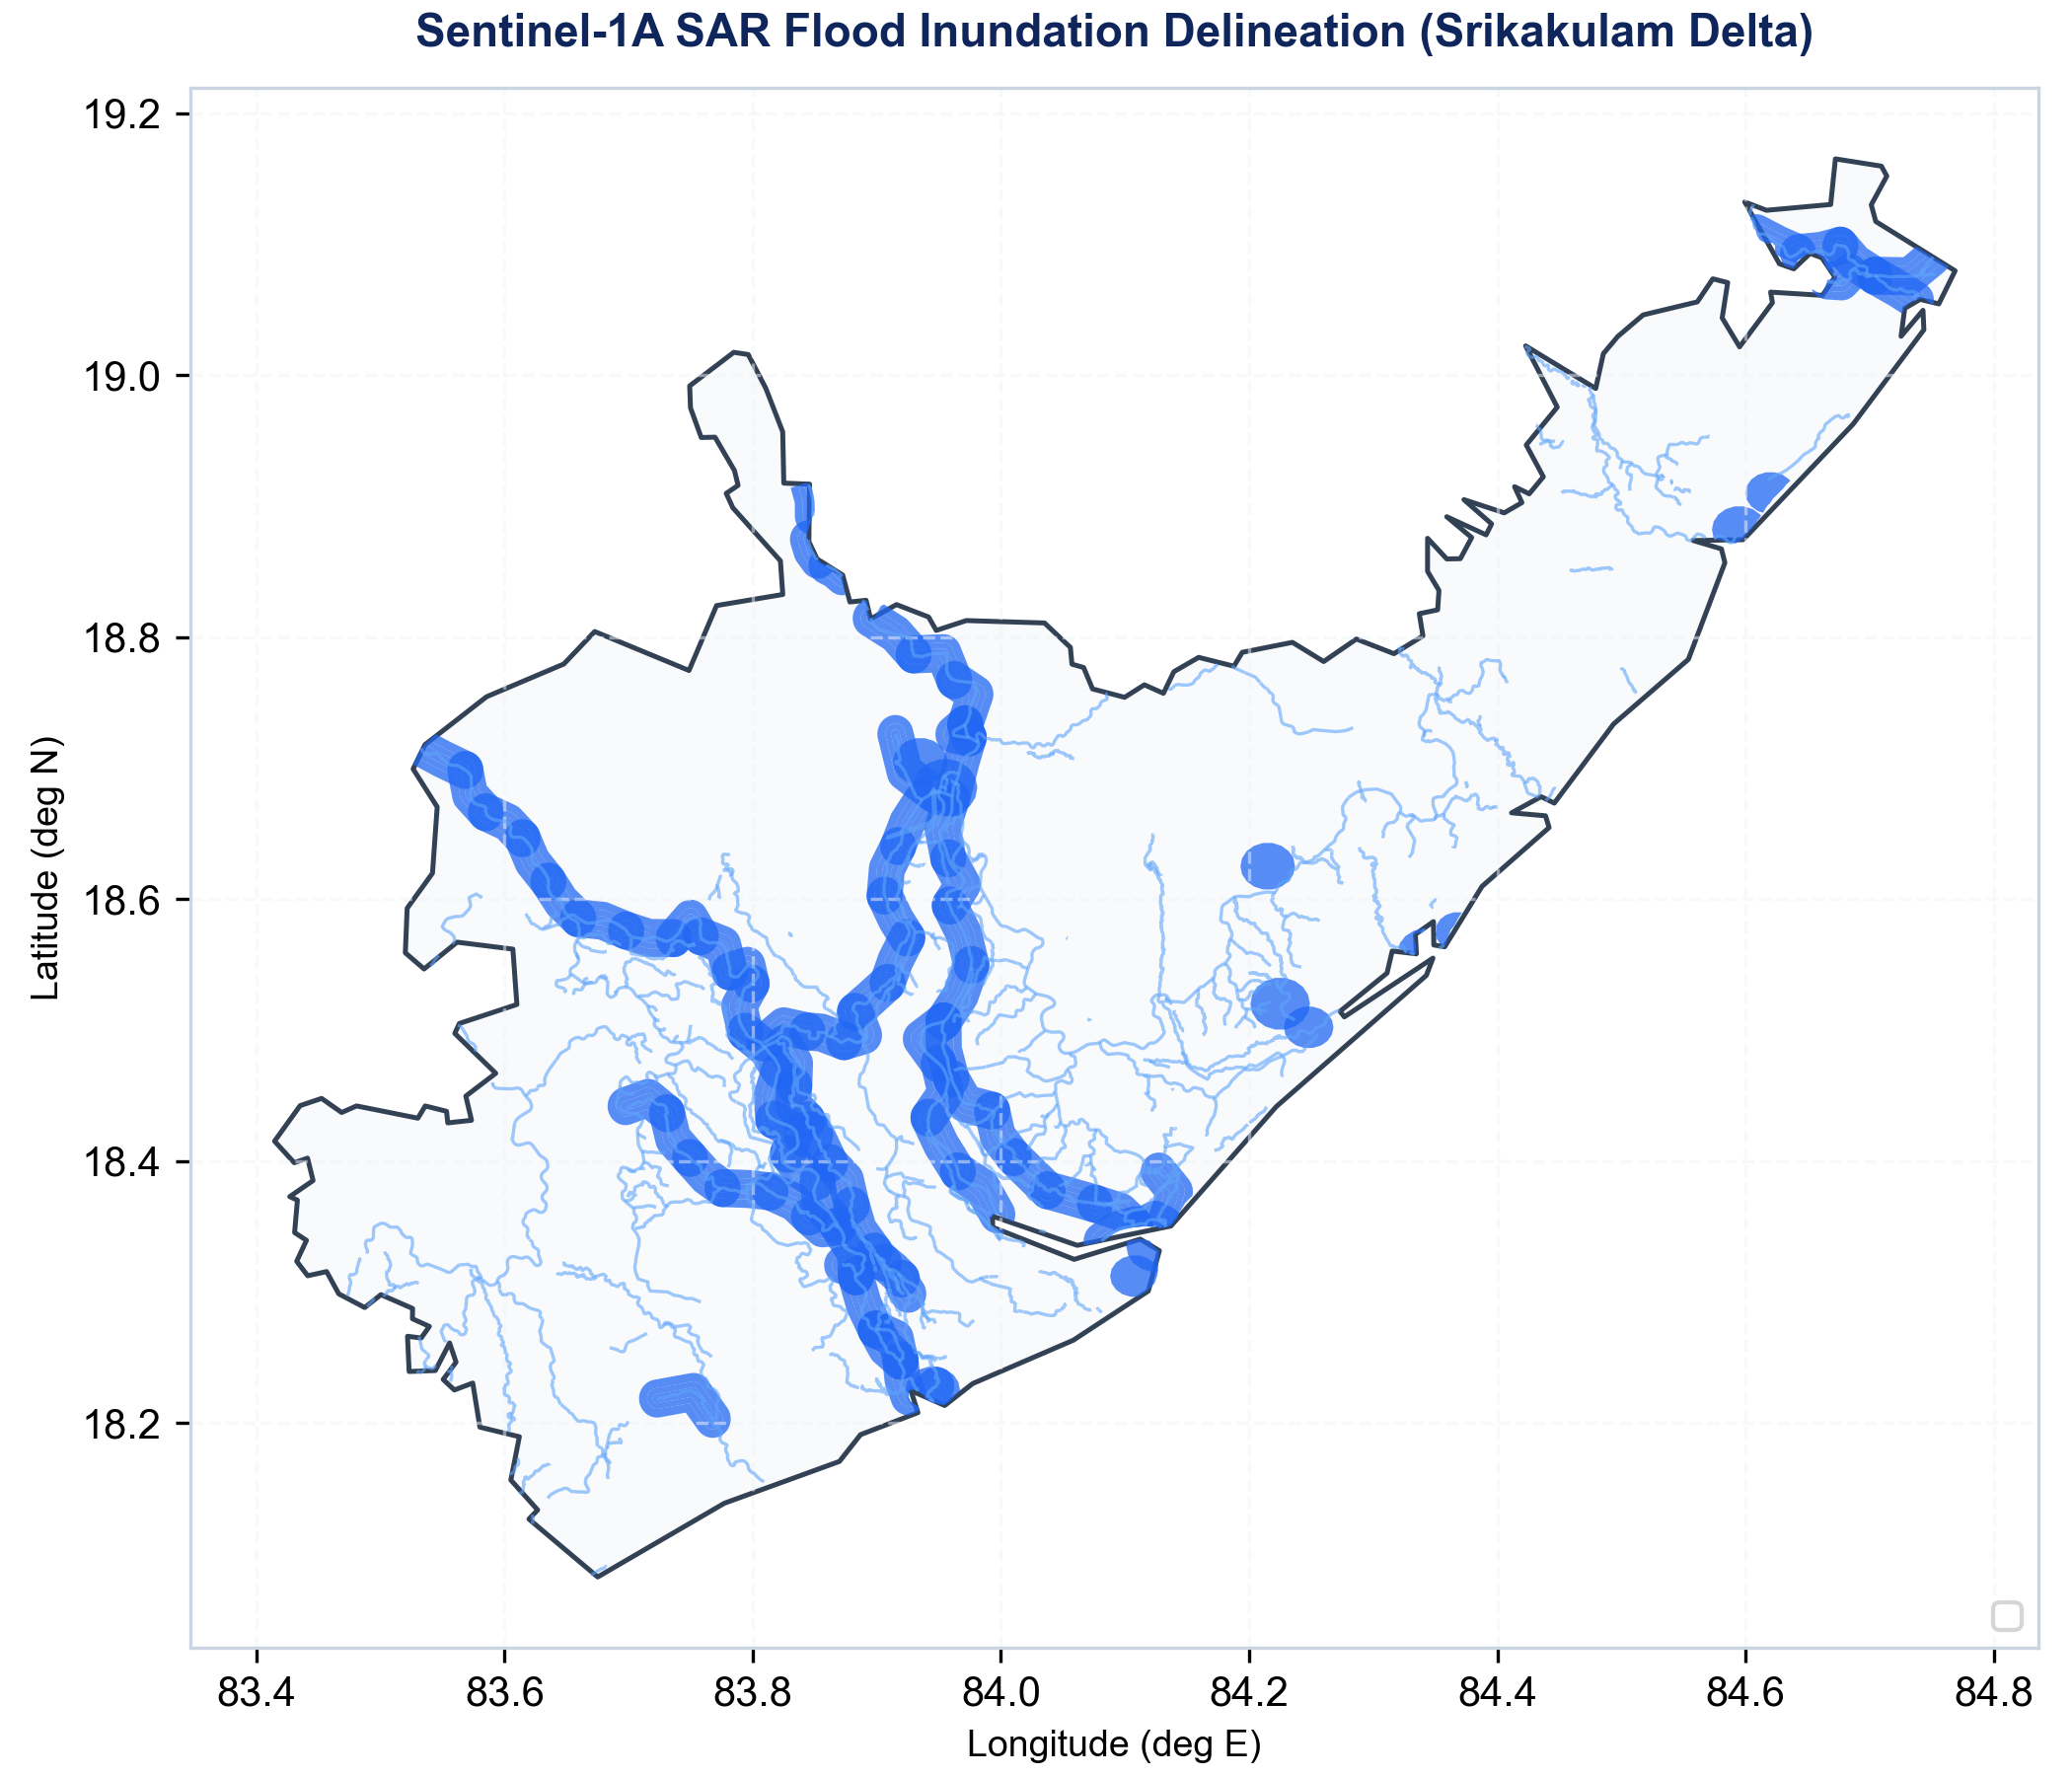 Sentinel-1A SAR Flood Inundation Delineation (Srikakulam Delta)
19.2
19.0
18.8
18.6
18.4
18.2
Latitude (deg N)
83.4 83.6 83.8 84.0 84.2 84.4 84.6 84.8
Longitude (deg E)